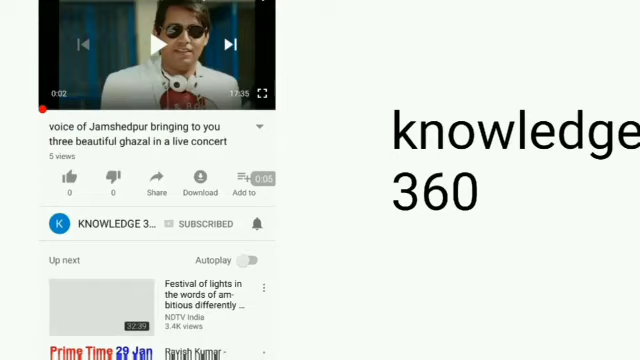 0:02
17:35
voice of Jamshedpur bringing to you
three beautiful ghazal in a live concert
5 views
0
0
Share
Download
Add to
0:05
K
KNOWLEDGE 3...
SUBSCRIBED
Up next
Autoplay
Festival of lights in
the words of am-
bitious differently ...
NDTV India
3.4K views
32:39
Prime Time 29 Jan
Ravish Kumar -
knowledge
360